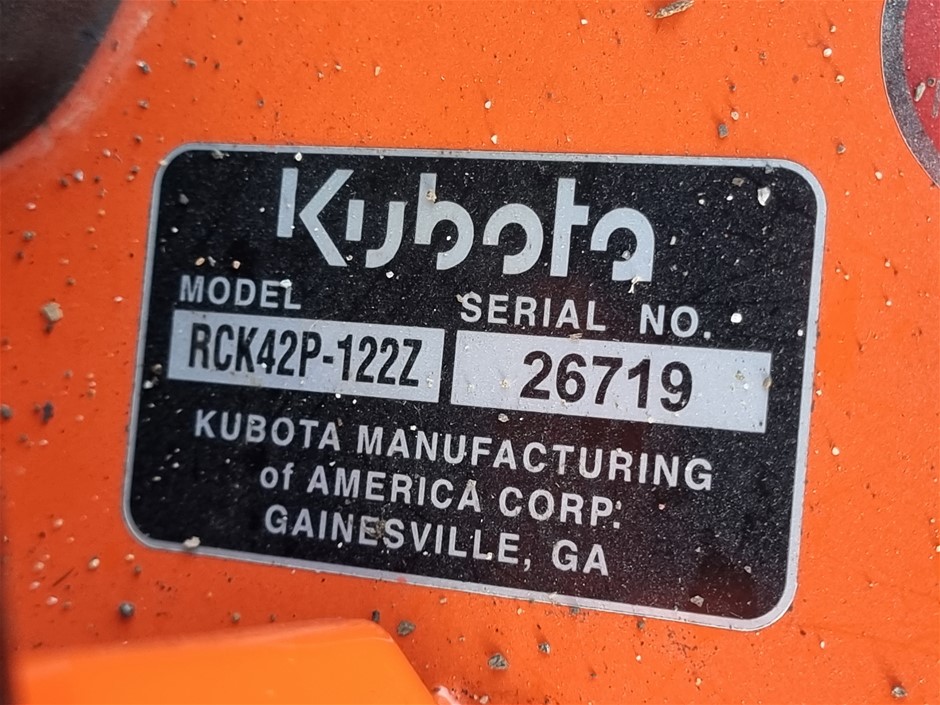 Kubota
MODEL SERIAL NO.
RCK42P-122Z 26719
KUBOTA MANUFACTURING
of AMERICA CORP.
GAINESVILLE, GA